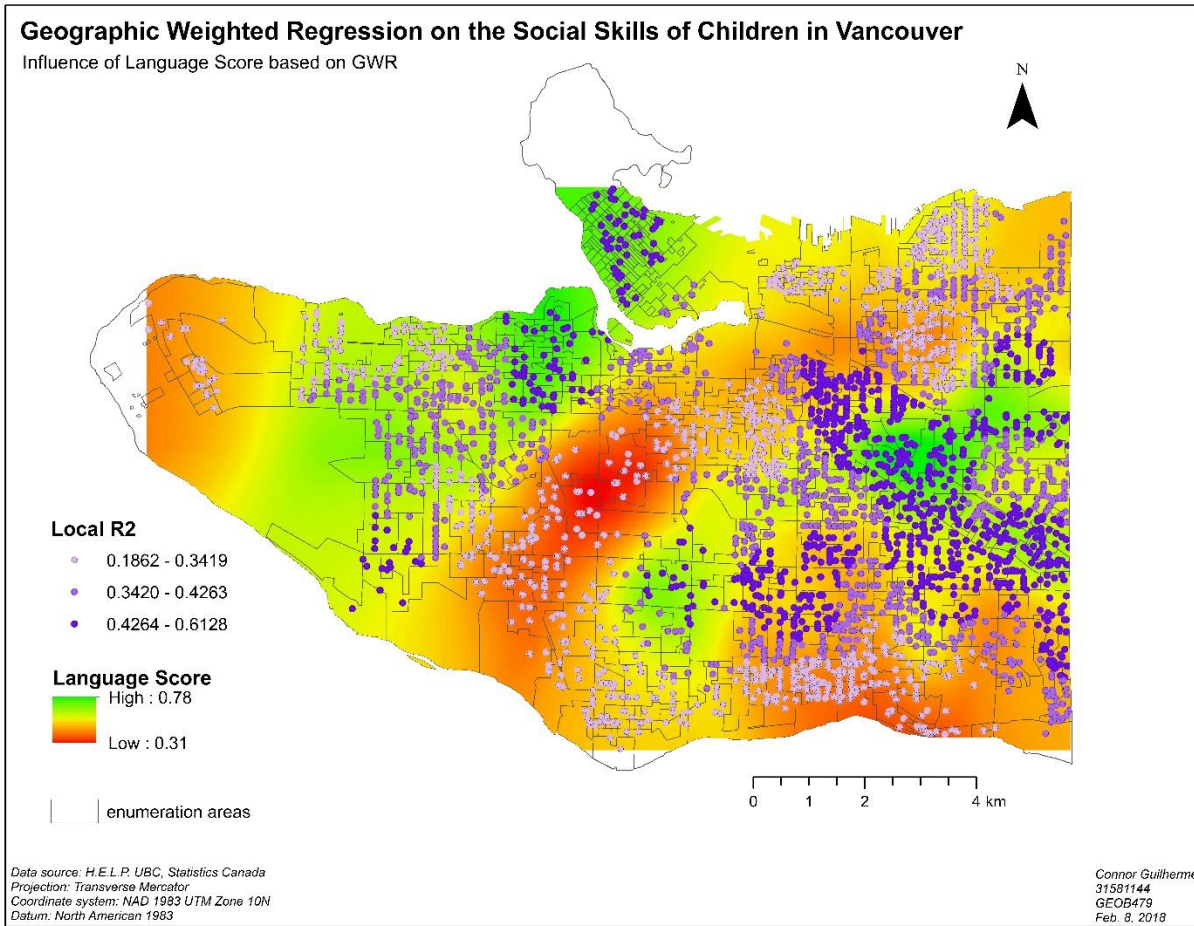 Geographic Weighted Regression on the Social Skills of Children in Vancouver
Influence of Language Score based on GWR
N
Local R2
0.1862 - 0.3419
0.3420 - 0.4263
0.4264 - 0.6128
Language Score
High : 0.78
Low : 0.31
enumeration areas
0 1 2 4 km
Data source: H.E.L.P. UBC, Statistics Canada
Projection: Transverse Mercator
Coordinate system: NAD 1983 UTM Zone 10N
Datum: North American 1983
Connor Guilherme
31581144
GEOB479
Feb. 8, 2018